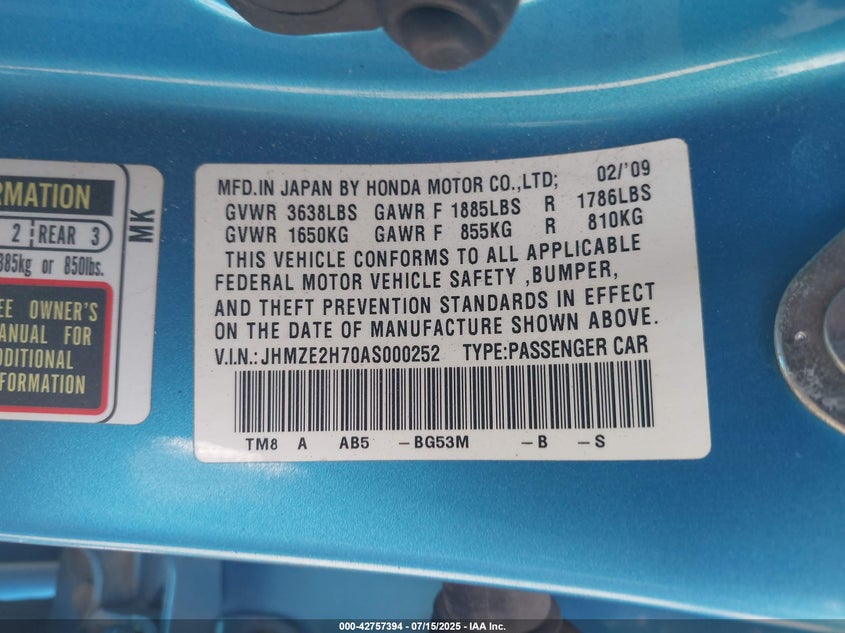 RMATION
2 REAR 3
385kg or 850lbs.
EE OWNER'S
ANUAL FOR
DDITIONAL
FORMATION
MK
MFD.IN JAPAN BY HONDA MOTOR CO.,LTD; 02/'09
GVWR 3638LBS GAWR F 1885LBS R 1786LBS
GVWR 1650KG GAWR F 855KG R 810KG
THIS VEHICLE CONFORMS TO ALL APPLICABLE
FEDERAL MOTOR VEHICLE SAFETY ,BUMPER,
AND THEFT PREVENTION STANDARDS IN EFFECT
ON THE DATE OF MANUFACTURE SHOWN ABOVE.
V.I.N.: JHMZE2H70AS000252 TYPE:PASSENGER CAR
TM8 A AB5 -BG53M -B -S
000-42757394 / 07/15/2025 - IAA Inc.